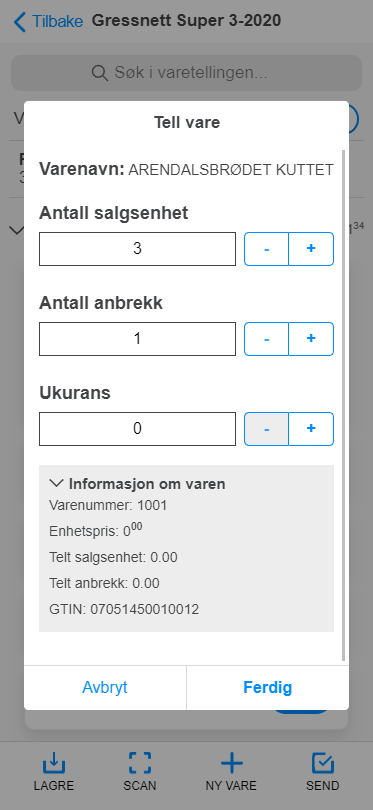 Tilbake Gressnett Super 3-2020
Søk i varetellingen...
Tell vare
Varenavn: ARENDALSBRØDET KUTTET
Antall salgsenhet
3 - +
Antall anbrekk
1 - +
Ukurans
0 - +
Informasjon om varen
Varenummer: 1001
Enhetspris: 0⁰⁰
Telt salgsenhet: 0.00
Telt anbrekk: 0.00
GTIN: 07051450010012
Avbryt Ferdig
LAGRE SCAN NY VARE SEND